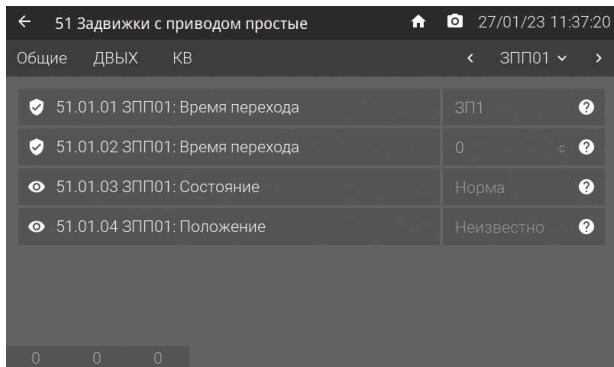 51 Задвижки с приводом простые 27/01/23 11:37:20
Общие ДВЫХ КВ ЗПП01
51.01.01 ЗПП01: Время перехода ЗП1
51.01.02 ЗПП01: Время перехода 0 с
51.01.03 ЗПП01: Состояние Норма
51.01.04 ЗПП01: Положение Неизвестно
0 0 0